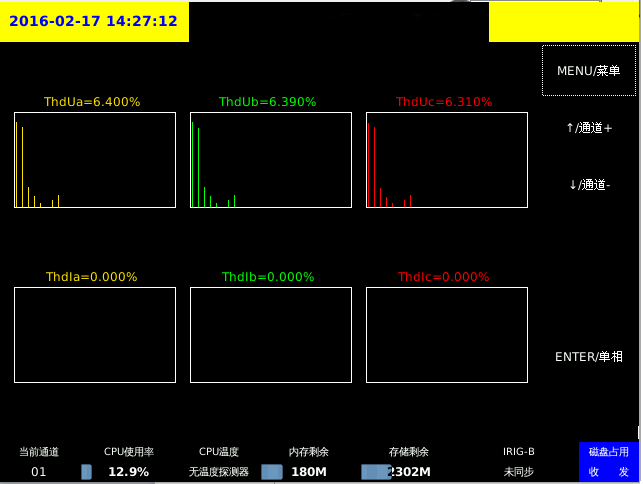 2016-02-17 14:27:12
MENU/菜单
ThdUa=6.400% ThdUb=6.390% ThdUc=6.310%
↑/通道+
↓/通道-
ThdIa=0.000% ThdIb=0.000% ThdIc=0.000%
ENTER/单相
当前通道 CPU使用率 CPU温度 内存剩余 存储剩余 IRIG-B 磁盘占用
01 12.9% 无温度探测器 180M 2302M 未同步 收 发